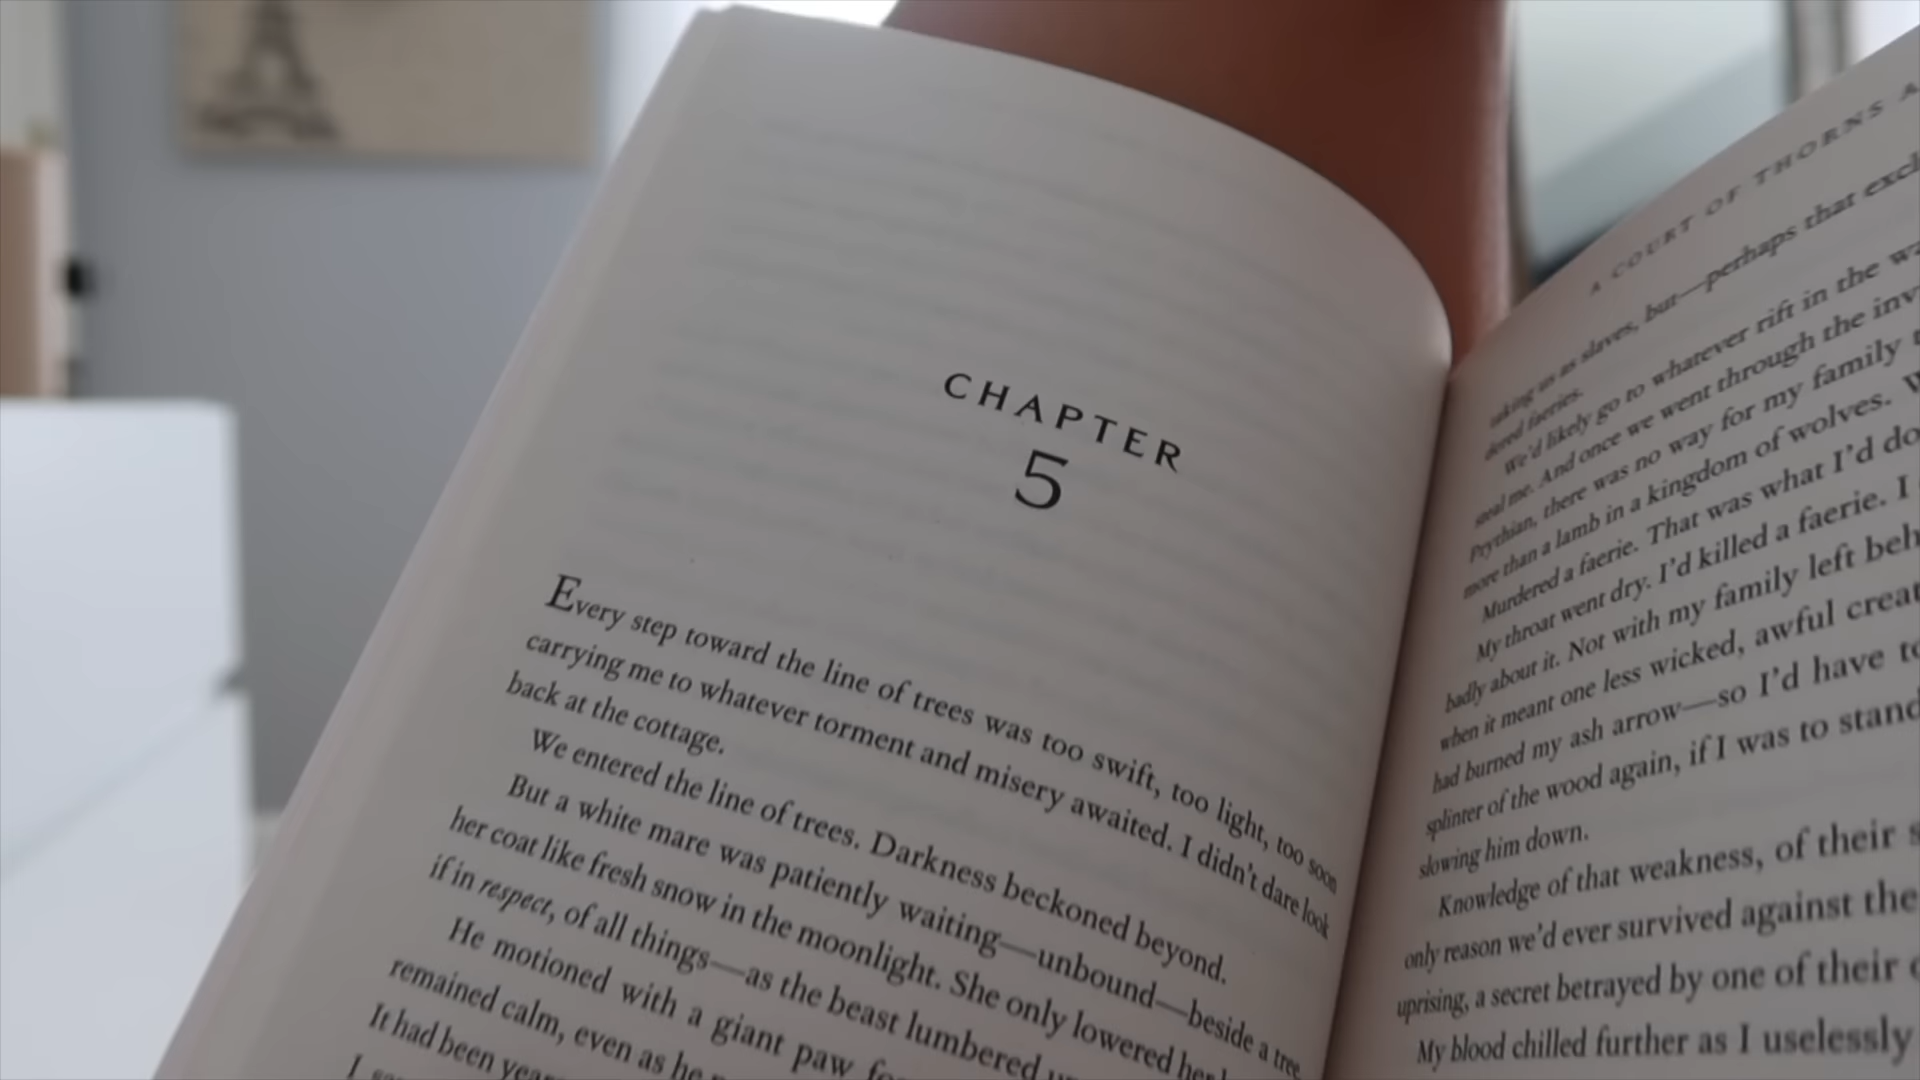 CHAPTER
5
Every step toward the line of trees was too swift, too light, too soon
carrying me to whatever torment and misery awaited. I didn't dare look
back at the cottage.
We entered the line of trees. Darkness beckoned beyond.
But a white mare was patiently waiting—unbound—beside a tree,
her coat like fresh snow in the moonlight. She only lowered her
if in respect, of all things—as the beast lumbered
He motioned with a giant paw
remained calm, even as he
It had been
I
A COURT OF THORNS
taking us as slaves, but—perhaps that
dored faeries.
We'd likely go to whatever rift in the
steal me. And once we went through the
Prythian, there was no way for my family
more than a lamb in a kingdom of wolves.
Murdered a faerie. That was what I'd
My throat went dry. I'd killed a faerie. I
badly about it. Not with my family left
when it meant one less wicked, awful
had burned my ash arrow—so I'd have to
splinter of the wood again, if I was to stand
slowing him down.
Knowledge of that weakness, of their
only reason we'd ever survived against the
uprising, a secret betrayed by one of their
My blood chilled further as I uselessly